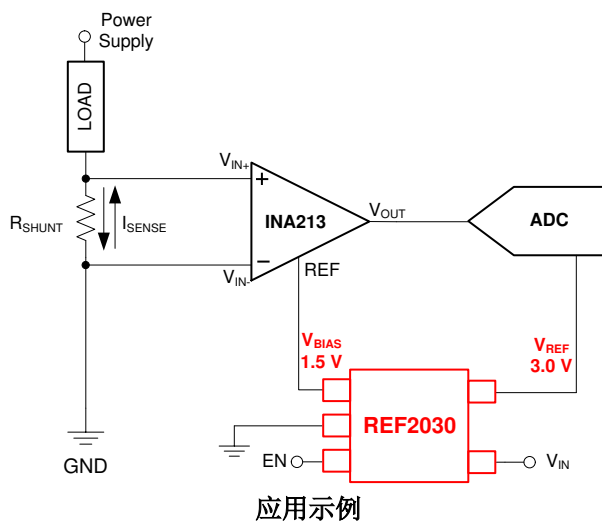 Power
Supply
LOAD
V_IN+
+
INA213
V_OUT
ADC
R_SHUNT
I_SENSE
−
V_IN-
REF
V_BIAS
1.5 V
V_REF
3.0 V
REF2030
GND
EN
V_IN
应用示例